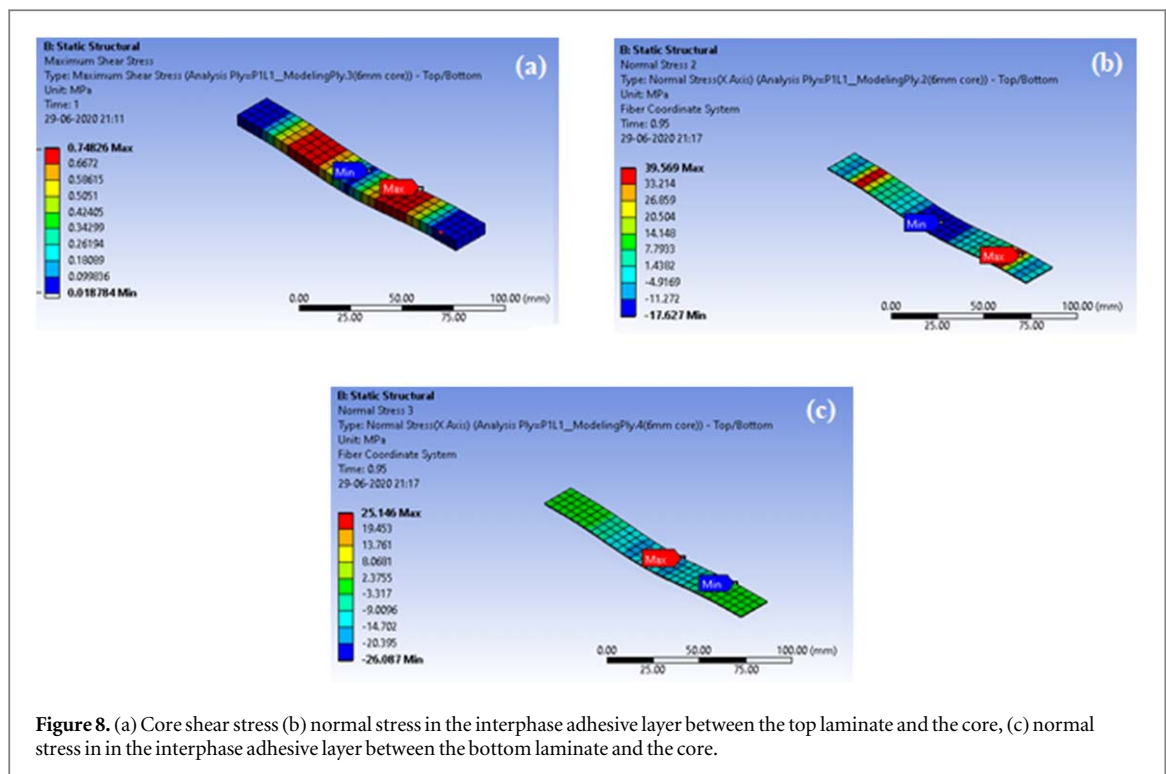 B: Static Structural
Maximum Shear Stress
Type: Maximum Shear Stress (Analysis Ply=P1L1__ModelingPly.3(6mm core)) - Top/Bottom
Unit: MPa
Time: 1
29-06-2020 21:11
(a)
0.74826 Max
0.6672
0.58615
0.5051
0.42405
0.34299
0.26194
0.18089
0.099836
0.018784 Min
Min
Max
0.00 50.00 100.00 (mm)
25.00 75.00
B: Static Structural
Normal Stress 2
Type: Normal Stress(X Axis) (Analysis Ply=P1L1__ModelingPly.2(6mm core)) - Top/Bottom
Unit: MPa
Fiber Coordinate System
Time: 0.95
29-06-2020 21:17
(b)
39.569 Max
33.214
26.859
20.504
14.148
7.7933
1.4382
-4.9169
-11.272
-17.627 Min
Min
Max
0.00 50.00 100.00 (mm)
25.00 75.00
B: Static Structural
Normal Stress 3
Type: Normal Stress(X Axis) (Analysis Ply=P1L1__ModelingPly.4(6mm core)) - Top/Bottom
Unit: MPa
Fiber Coordinate System
Time: 0.95
29-06-2020 21:17
(c)
25.146 Max
19.453
13.761
8.0681
2.3755
-3.317
-9.0096
-14.702
-20.395
-26.087 Min
Max
Min
0.00 50.00 100.00 (mm)
25.00 75.00
Figure 8. (a) Core shear stress (b) normal stress in the interphase adhesive layer between the top laminate and the core, (c) normal
stress in in the interphase adhesive layer between the bottom laminate and the core.